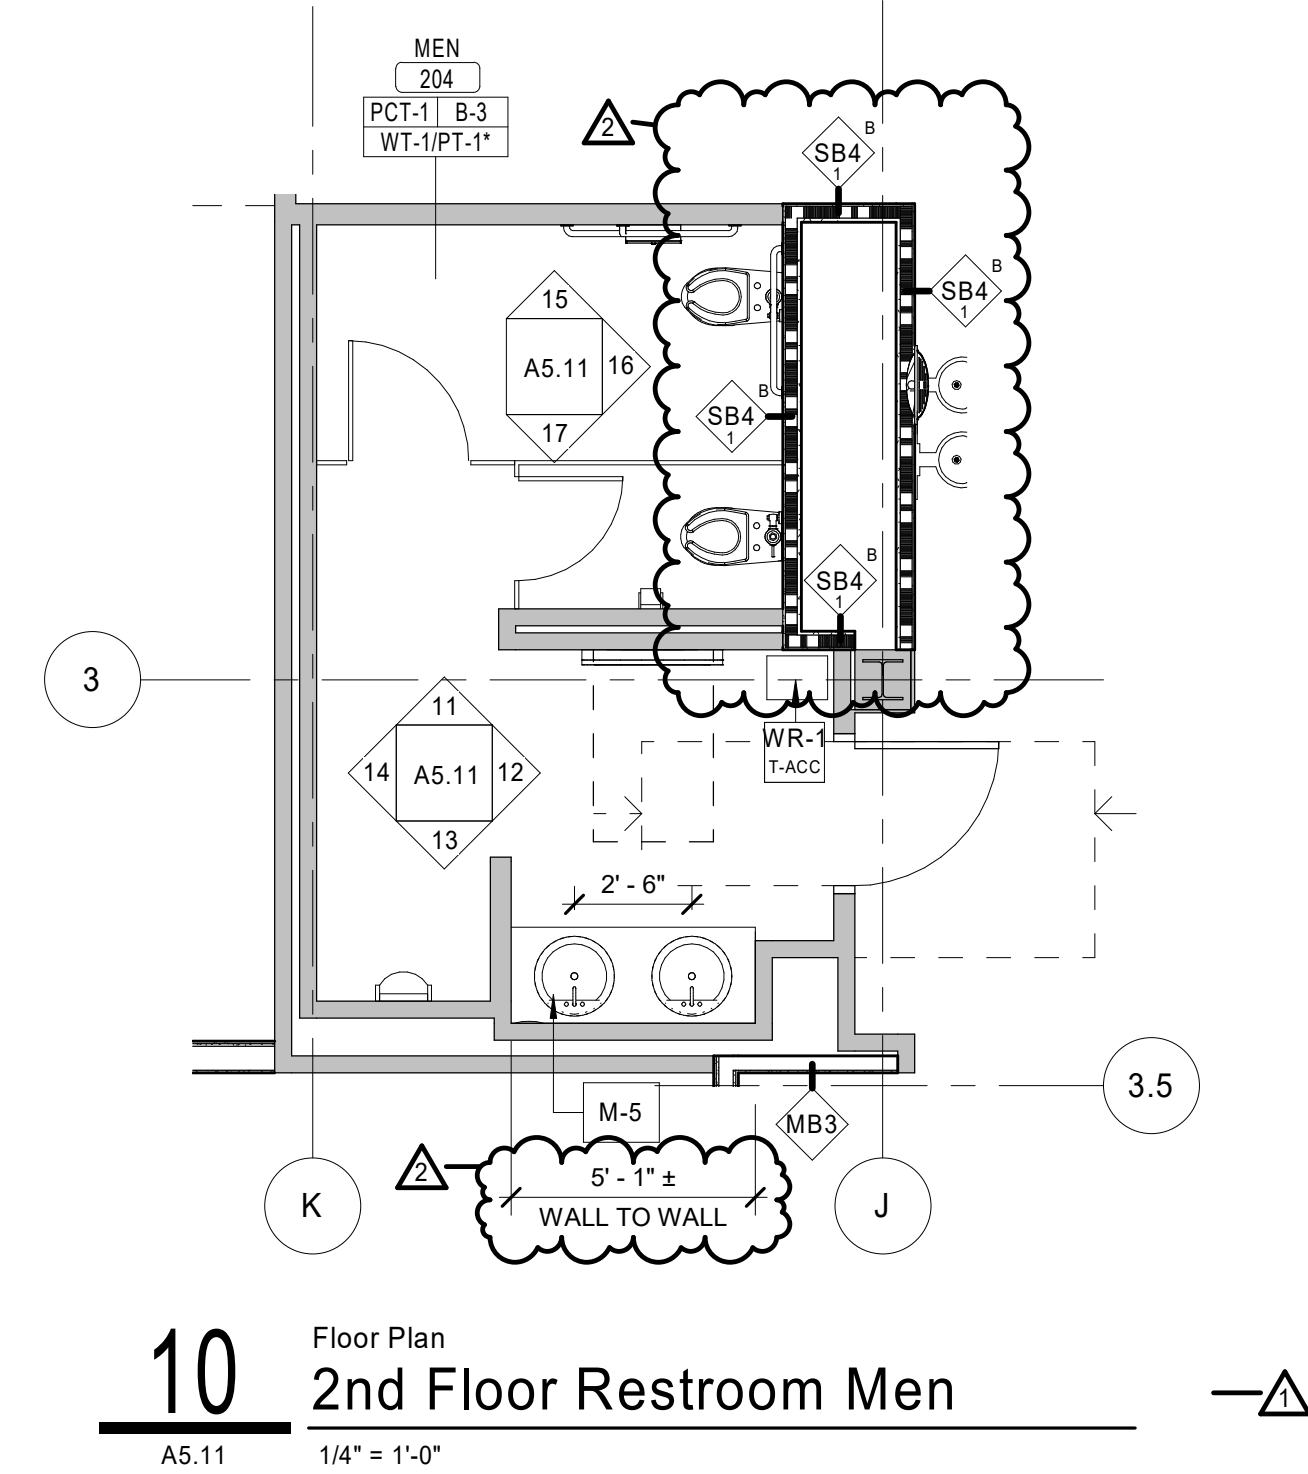 MEN
204
PCT-1 B-3
WT-1/PT-1*
2
B
SB4
1
B
SB4
1
15
A5.11
16
17
B
SB4
1
B
SB4
1
3
11
14
A5.11
12
13
WR-1
T-ACC
2' - 6"
M-5
MB3
3.5
2
5' - 1" ±
WALL TO WALL
K
J
10
Floor Plan
2nd Floor Restroom Men
1
A5.11
1/4" = 1'-0"